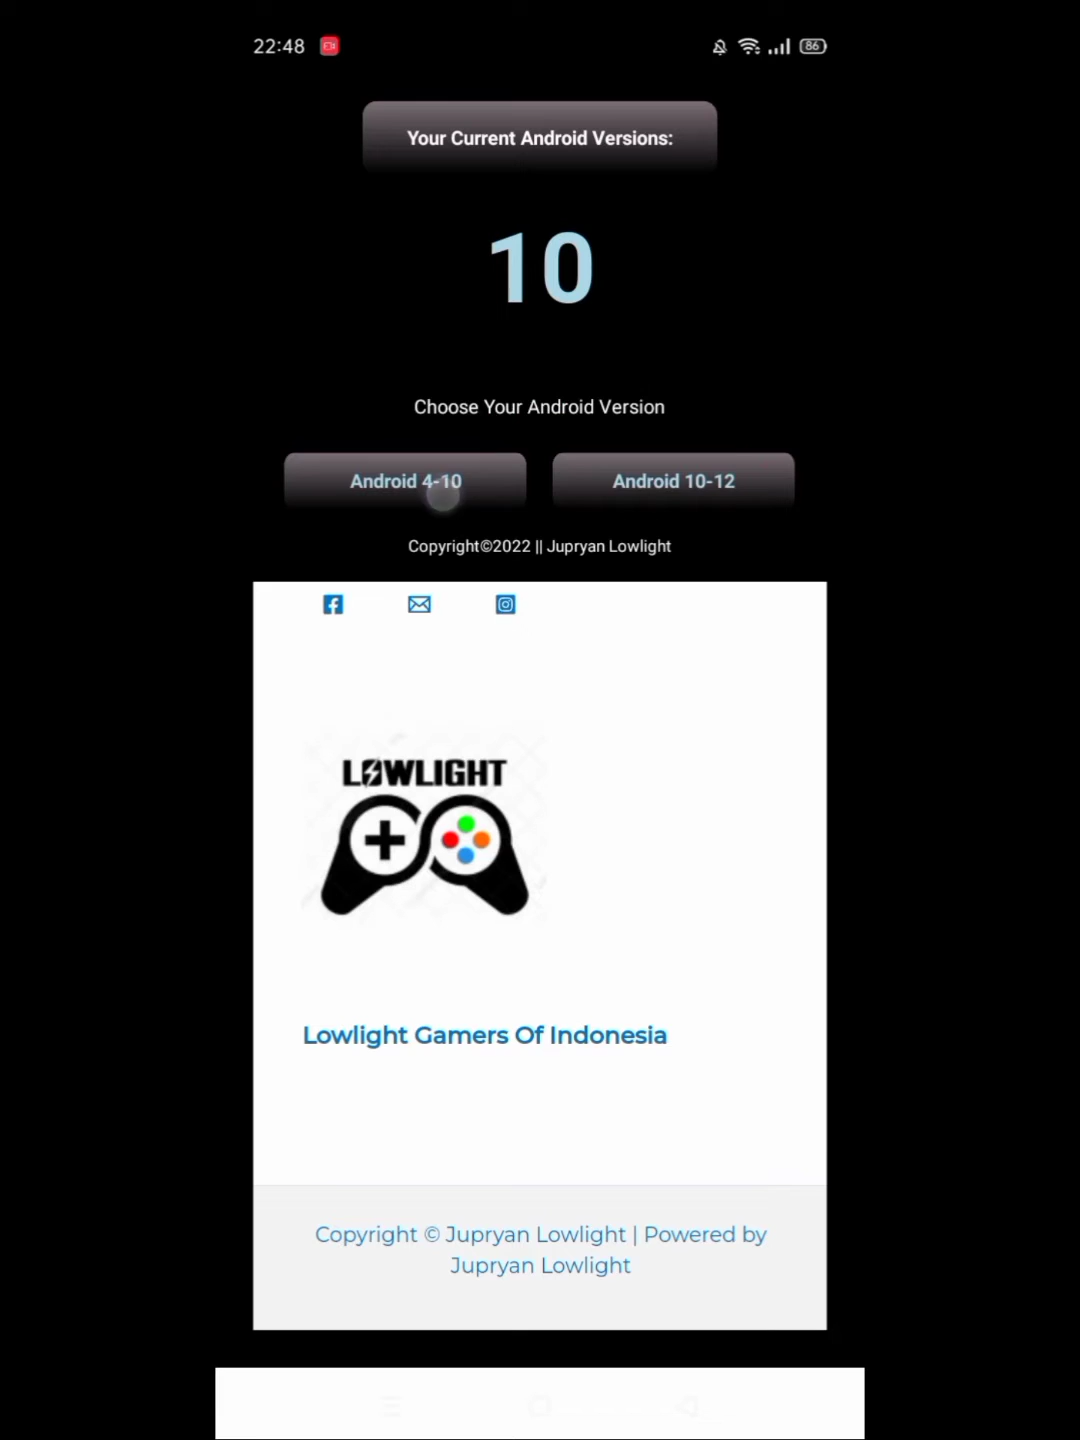 22:48
86
Your Current Android Versions:
10
Choose Your Android Version
Android 4-10
Android 10-12
Copyright©2022 || Jupryan Lowlight
LOWLIGHT
Lowlight Gamers Of Indonesia
Copyright © Jupryan Lowlight | Powered by
Jupryan Lowlight